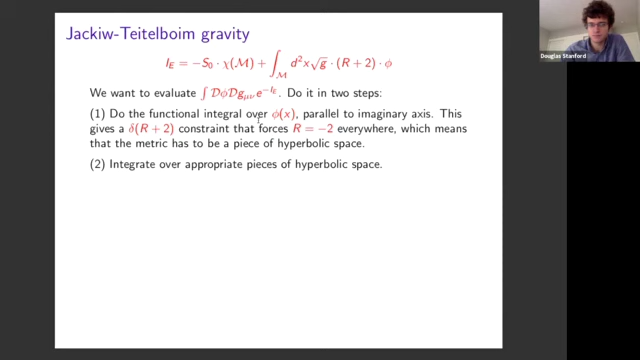 Jackiw-Teitelboim gravity
I_E = −S_0 · χ(M) + ∫_M d²x√g · (R + 2) · φ
We want to evaluate ∫ DφDg_μν e^{−I_E}. Do it in two steps:
(1) Do the functional integral over φ(x), parallel to imaginary axis. This
gives a δ(R + 2) constraint that forces R = −2 everywhere, which means
that the metric has to be a piece of hyperbolic space.
(2) Integrate over appropriate pieces of hyperbolic space.
Douglas Stanford